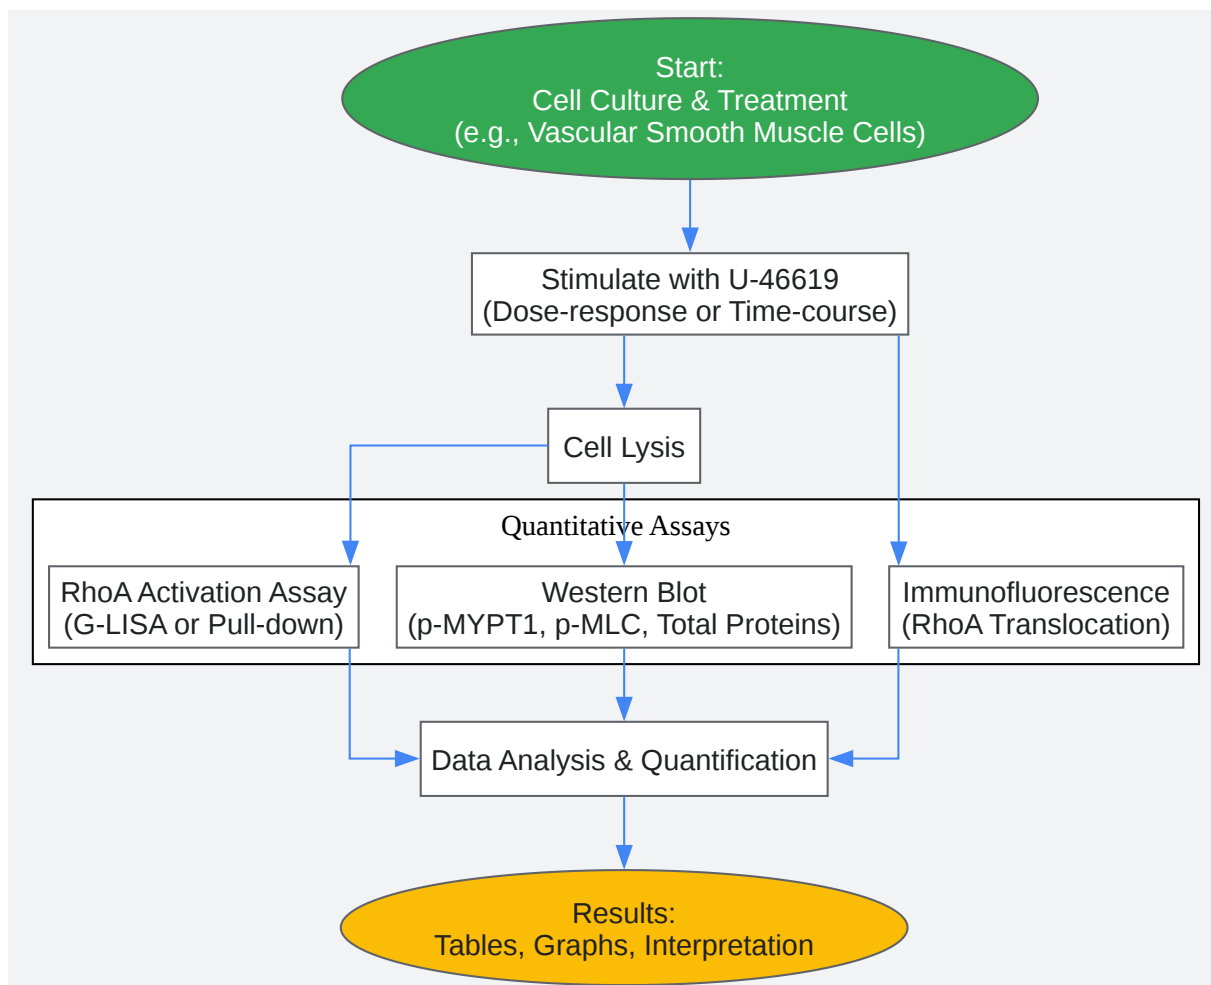 Start:
Cell Culture & Treatment
(e.g., Vascular Smooth Muscle Cells)
Stimulate with U-46619
(Dose-response or Time-course)
Cell Lysis
Quantitative Assays
RhoA Activation Assay
(G-LISA or Pull-down)
Western Blot
(p-MYPT1, p-MLC, Total Proteins)
Immunofluorescence
(RhoA Translocation)
Data Analysis & Quantification
Results:
Tables, Graphs, Interpretation